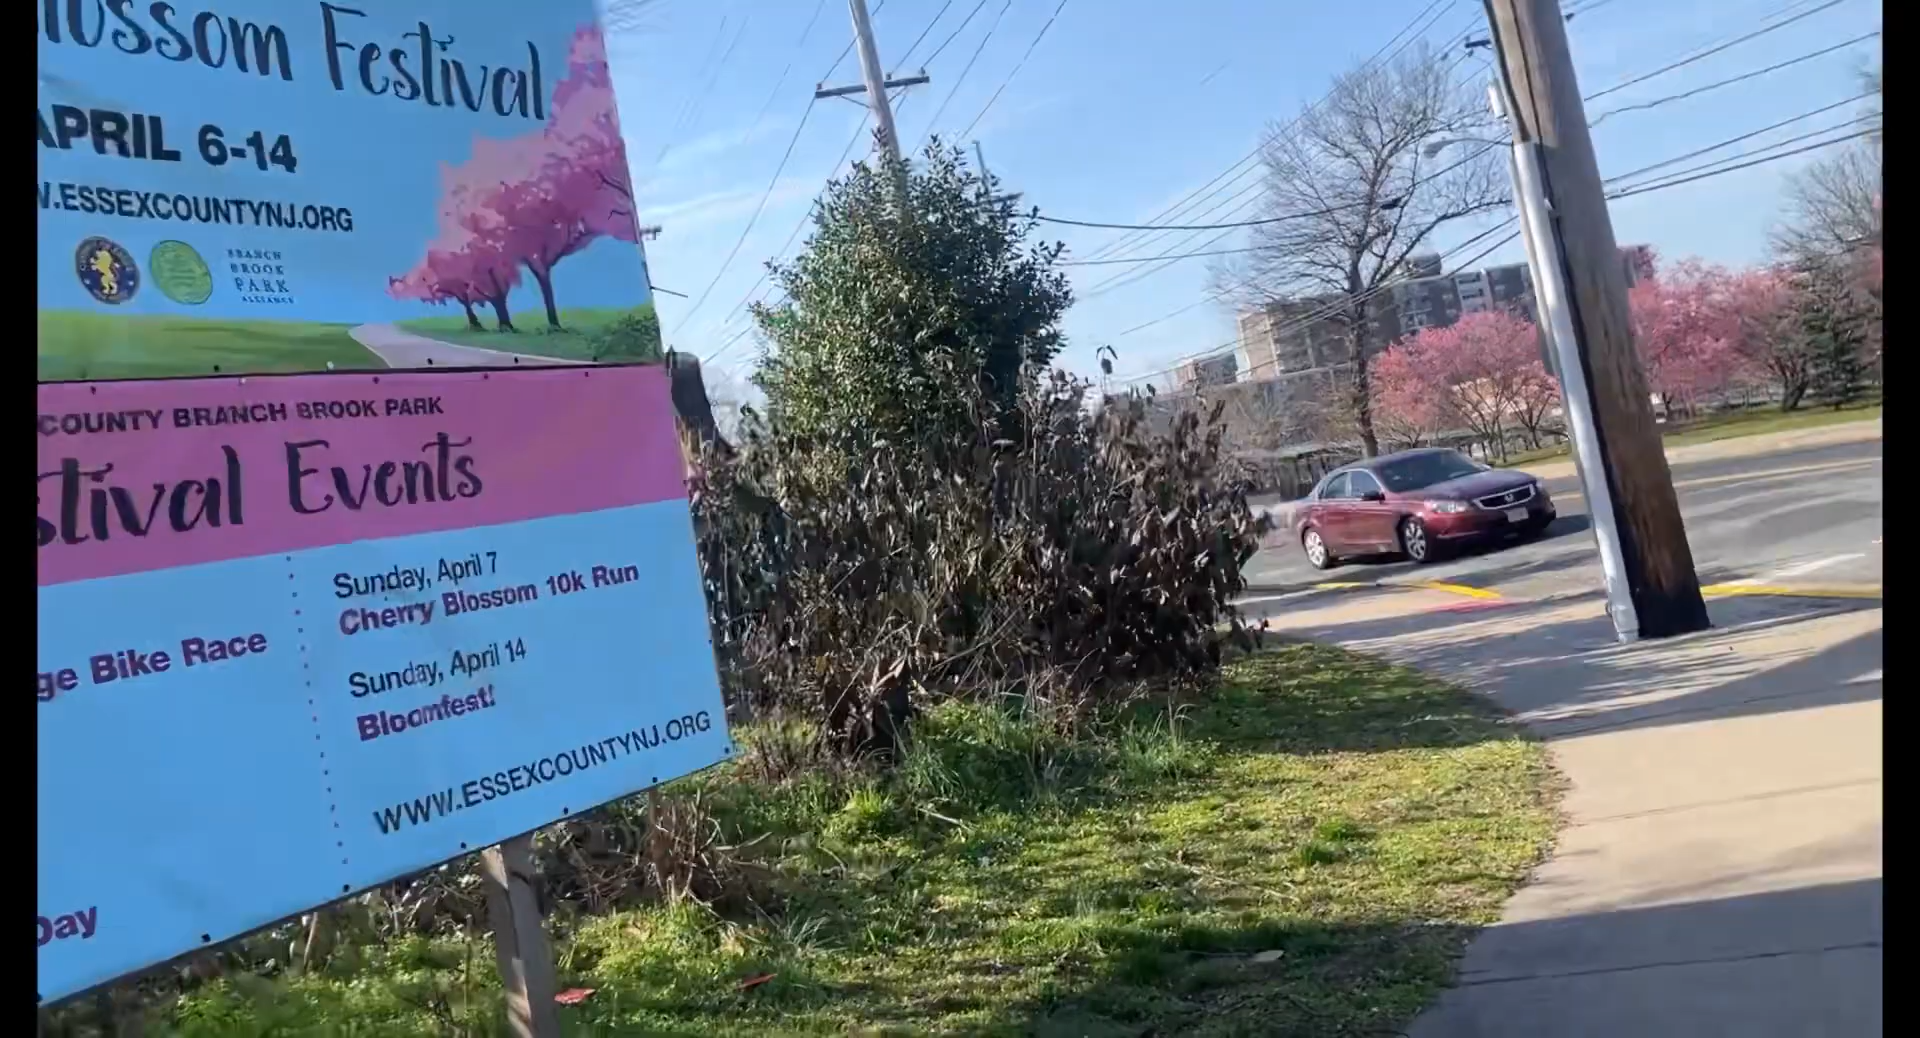 lossom Festival
APRIL 6-14
W.ESSEXCOUNTYNJ.ORG
BRANCH
BROOK
PARK
ALLIANCE
COUNTY BRANCH BROOK PARK
stival Events
Sunday, April 7
Cherry Blossom 10k Run
ge Bike Race
Sunday, April 14
Bloomfest!
WWW.ESSEXCOUNTYNJ.ORG
Day